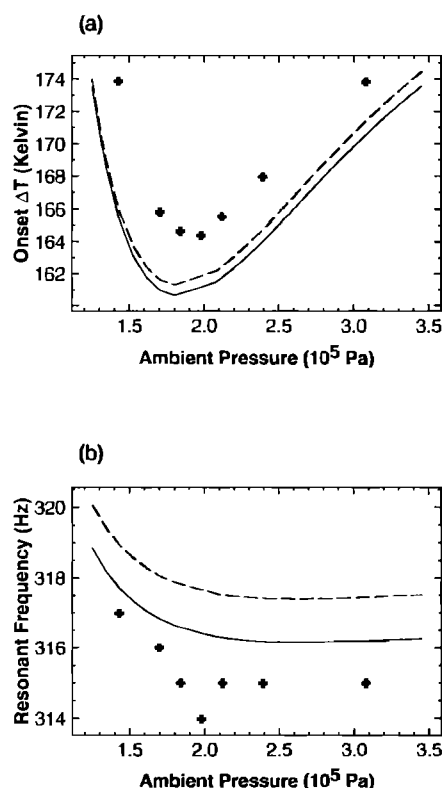 (a)
Onset ΔT (Kelvin)
174
172
170
168
166
164
162
1.5 2.0 2.5 3.0 3.5
Ambient Pressure (10⁵ Pa)
(b)
Resonant Frequency (Hz)
320
318
316
314
1.5 2.0 2.5 3.0 3.5
Ambient Pressure (10⁵ Pa)